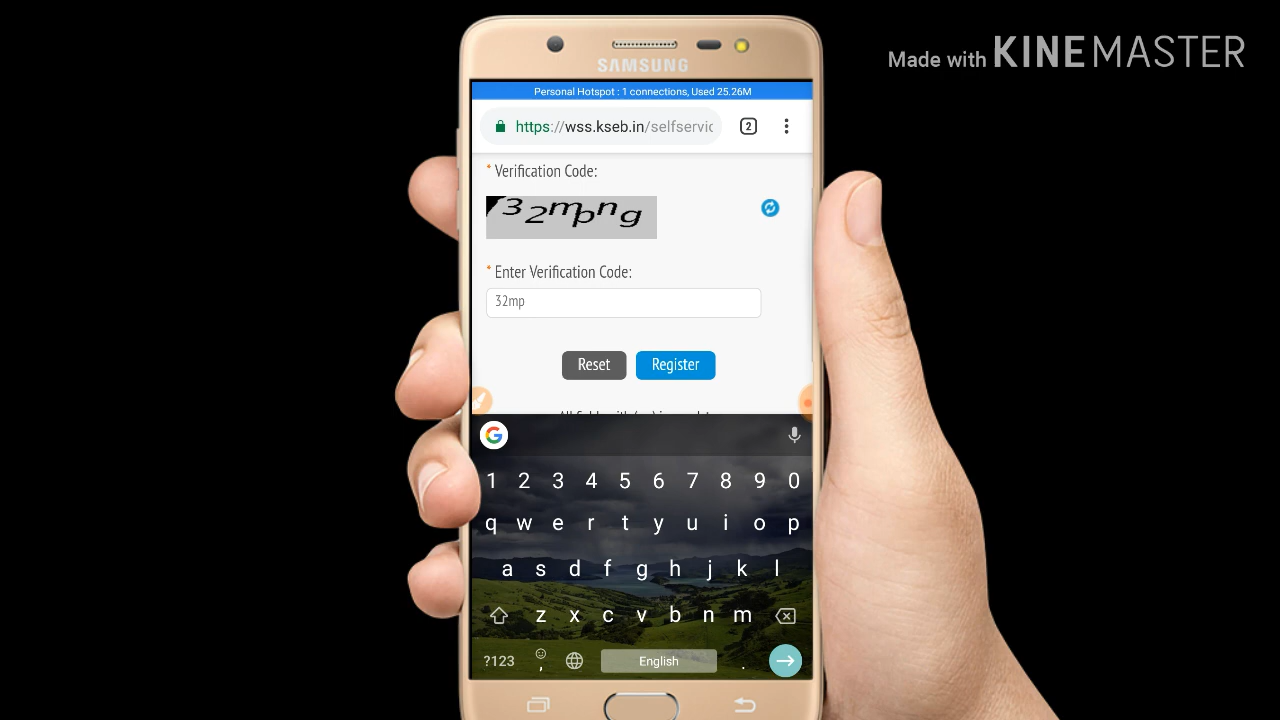 Made with KINEMASTER
SAMSUNG
Personal Hotspot : 1 connections, Used 25.26M
https://wss.kseb.in/selfservic
2
* Verification Code:
32mpng
* Enter Verification Code:
32mp
Reset Register
1 2 3 4 5 6 7 8 9 0
q w e r t y u i o p
a s d f g h j k l
z x c v b n m
?123 , English .